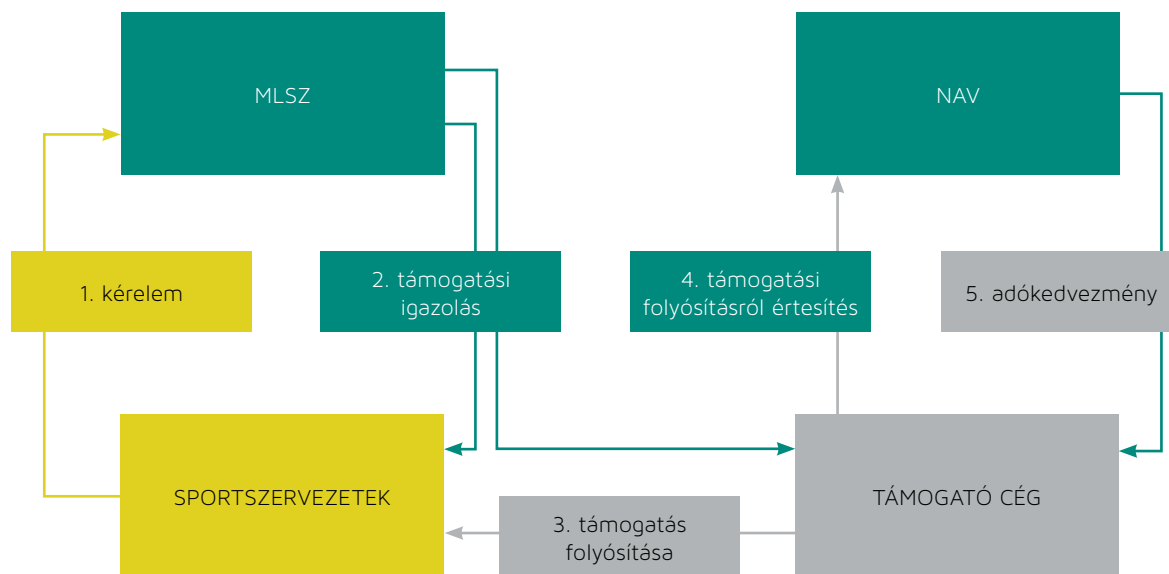 MLSZ
NAV
1. kérelem
2. támogatási
igazolás
4. támogatási
folyósításról értesítés
5. adókedvezmény
SPORTSZERVEZETEK
TÁMOGATÓ CÉG
3. támogatás
folyósítása